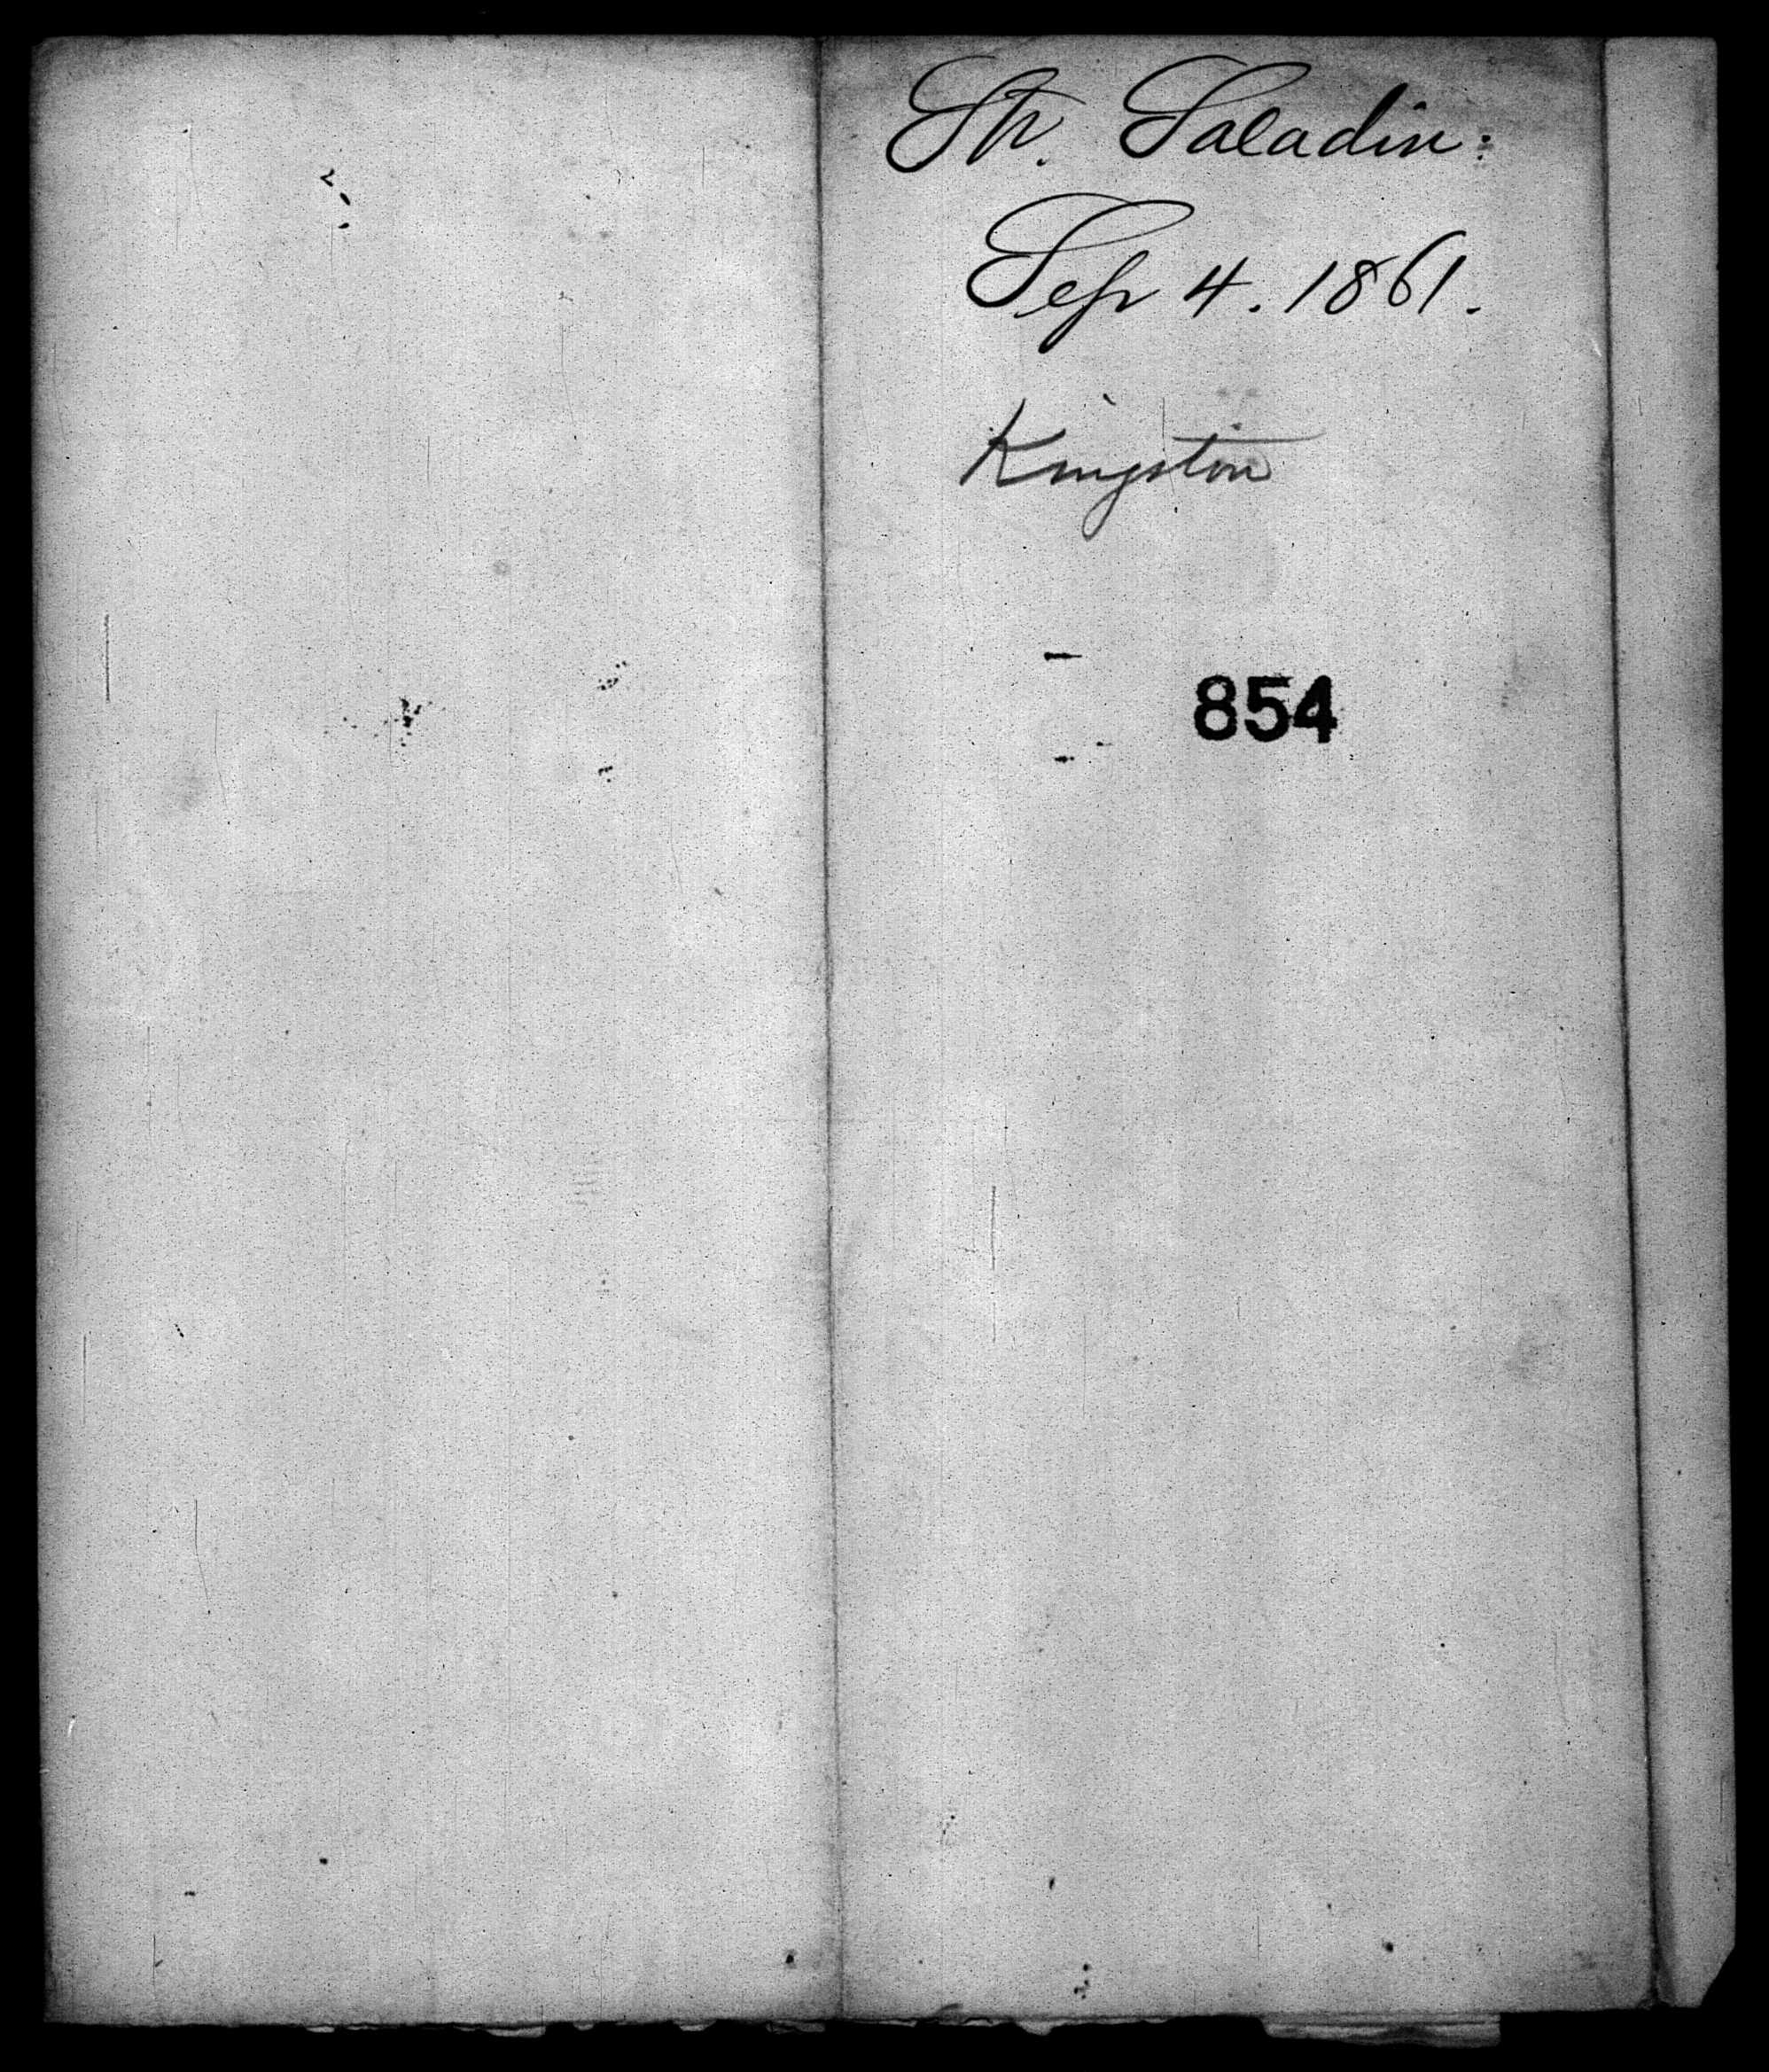 Str. Saladin:
Sep 4. 1861.
Kingston
854